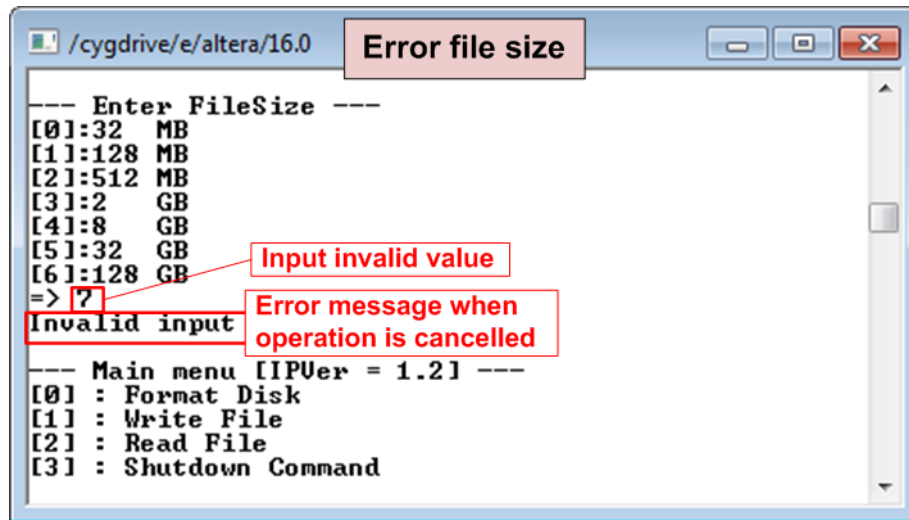 /cygdrive/e/altera/16.0
Error file size
--- Enter FileSize ---
[0]:32 MB
[1]:128 MB
[2]:512 MB
[3]:2 GB
[4]:8 GB
[5]:32 GB
Input invalid value
[6]:128 GB
=> 7
Error message when
Invalid input
operation is cancelled
--- Main menu [IPVer = 1.2] ---
[0] : Format Disk
[1] : Write File
[2] : Read File
[3] : Shutdown Command